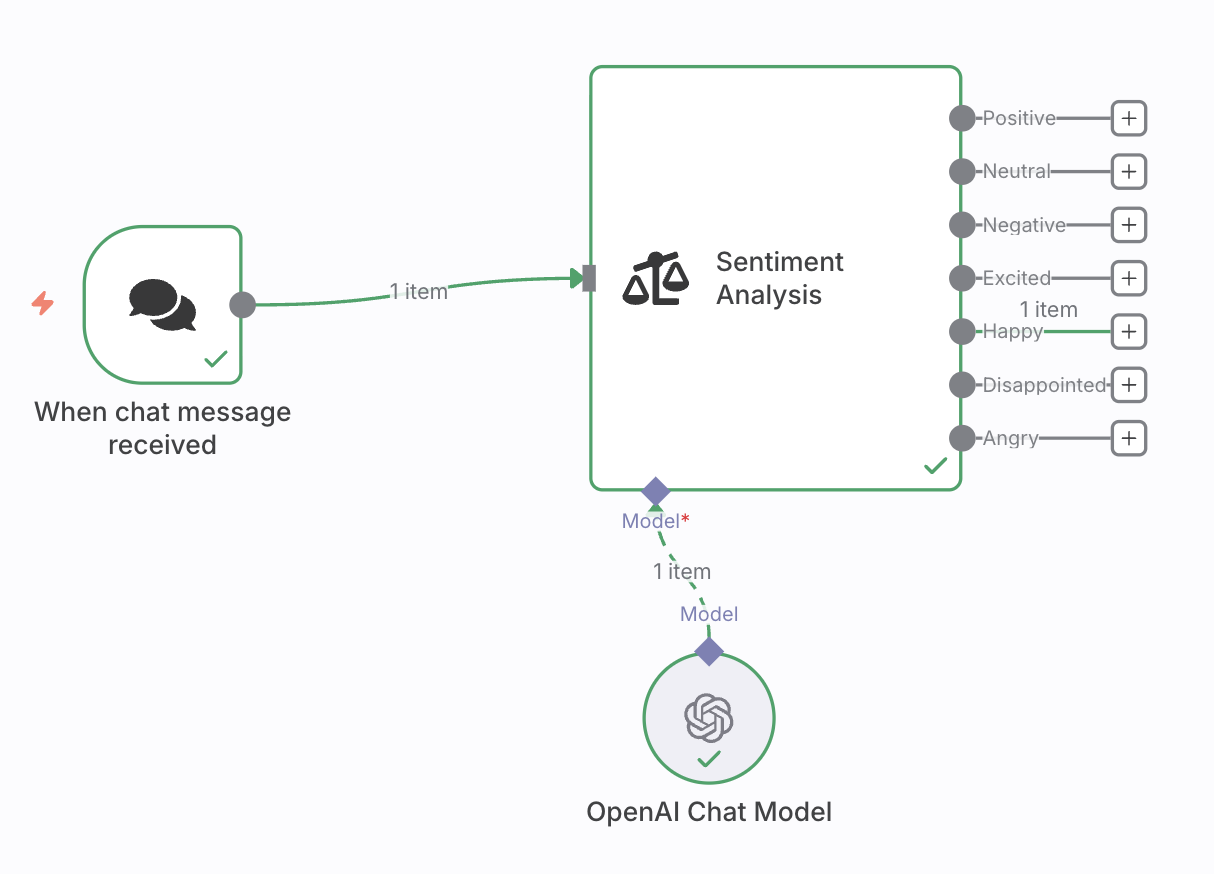 Positive
Neutral
Negative
Sentiment
Analysis
Excited
1 item
1 item
Happy
Disappointed
When chat message
received
Angry
Model*
1 item
Model
OpenAI Chat Model